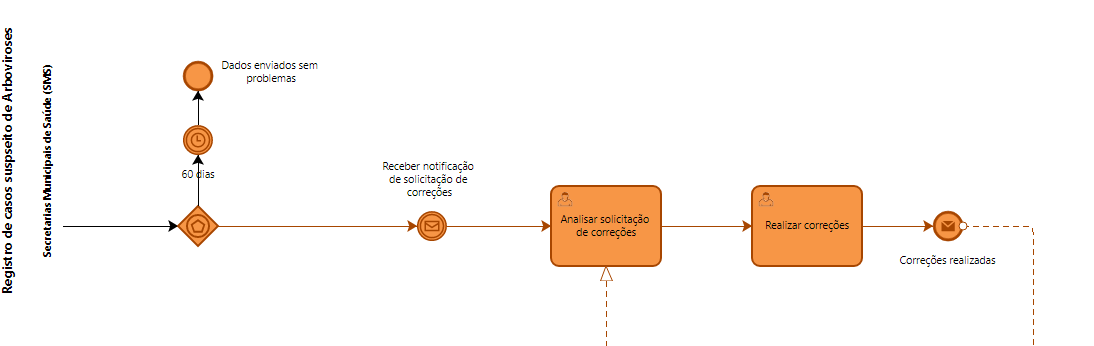 Registro de casos suspseito de Arboviroses
Secretarias Municipais de Saúde (SMS)
Dados enviados sem
problemas
60 dias
Receber notificação
de solicitação de
correções
Analisar solicitação
de correções
Realizar correções
Correções realizadas